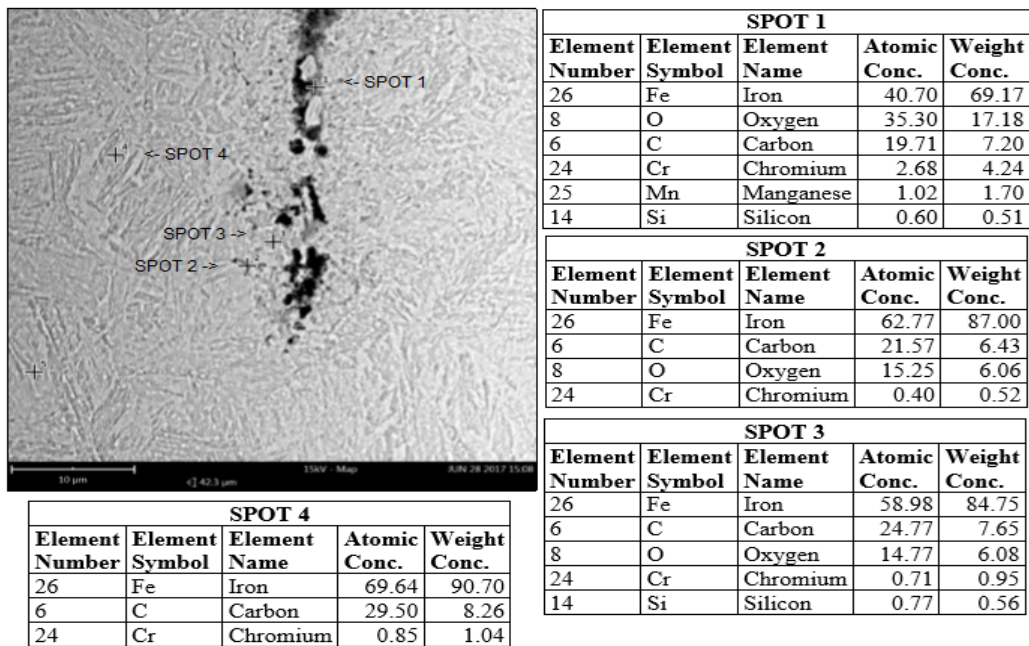 <- SPOT 1
<- SPOT 4
SPOT 3 ->
SPOT 2 ->
10 µm
42.3 µm
15kV - Map
JUN 28 2017 15:08
SPOT 1
Element Number Element Symbol Element Name Atomic Conc. Weight Conc.
26 Fe Iron 40.70 69.17
8 O Oxygen 35.30 17.18
6 C Carbon 19.71 7.20
24 Cr Chromium 2.68 4.24
25 Mn Manganese 1.02 1.70
14 Si Silicon 0.60 0.51
SPOT 2
Element Number Element Symbol Element Name Atomic Conc. Weight Conc.
26 Fe Iron 62.77 87.00
6 C Carbon 21.57 6.43
8 O Oxygen 15.25 6.06
24 Cr Chromium 0.40 0.52
SPOT 3
Element Number Element Symbol Element Name Atomic Conc. Weight Conc.
26 Fe Iron 58.98 84.75
6 C Carbon 24.77 7.65
8 O Oxygen 14.77 6.08
24 Cr Chromium 0.71 0.95
14 Si Silicon 0.77 0.56
SPOT 4
Element Number Element Symbol Element Name Atomic Conc. Weight Conc.
26 Fe Iron 69.64 90.70
6 C Carbon 29.50 8.26
24 Cr Chromium 0.85 1.04